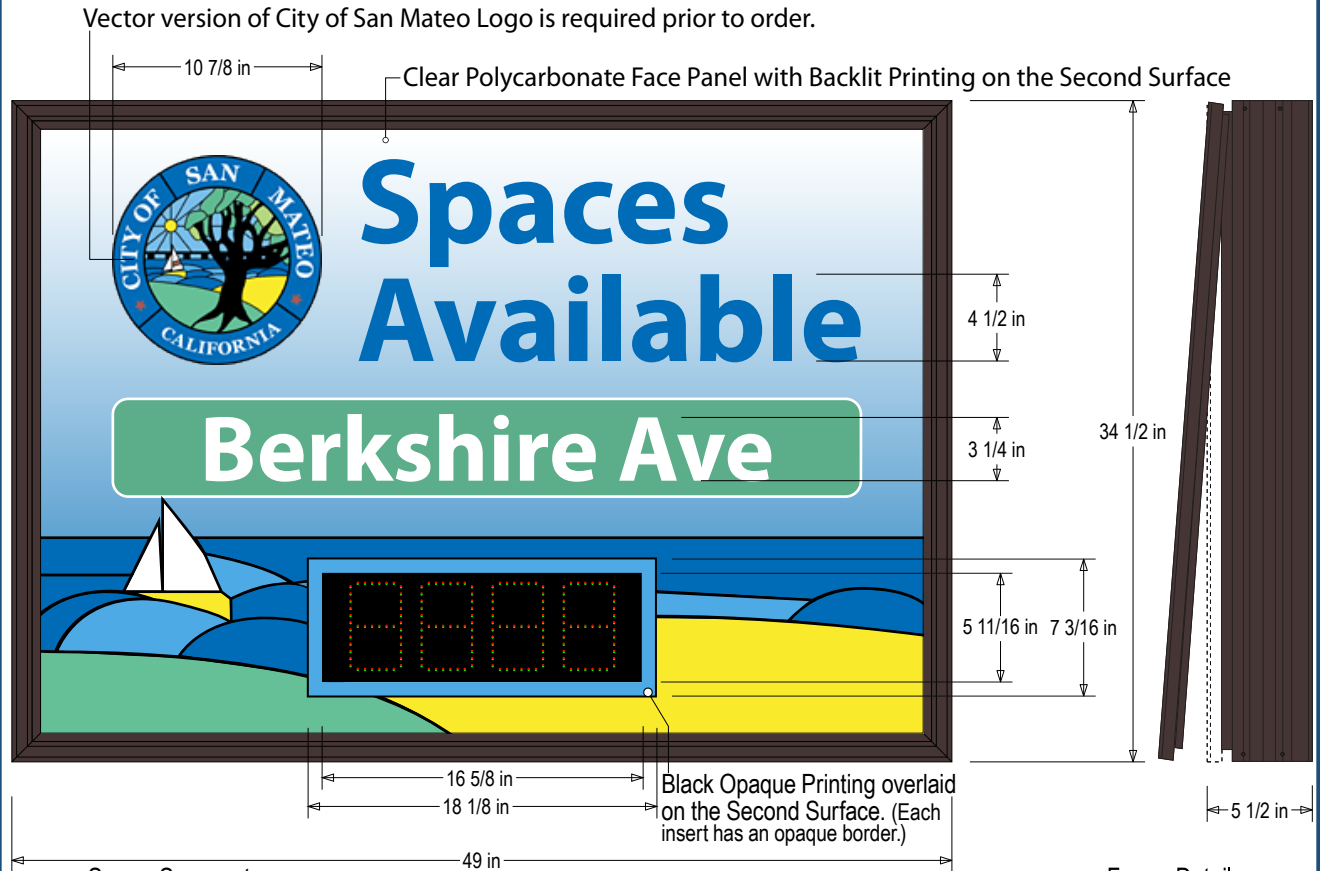 Vector version of City of San Mateo Logo is required prior to order.
10 7/8 in
Clear Polycarbonate Face Panel with Backlit Printing on the Second Surface
CITY OF SAN MATEO
CALIFORNIA
Spaces
Available
4 1/2 in
Berkshire Ave
3 1/4 in
34 1/2 in
8888
5 11/16 in
7 3/16 in
16 5/8 in
18 1/8 in
Black Opaque Printing overlaid
on the Second Surface. (Each
insert has an opaque border.)
5 1/2 in
49 in